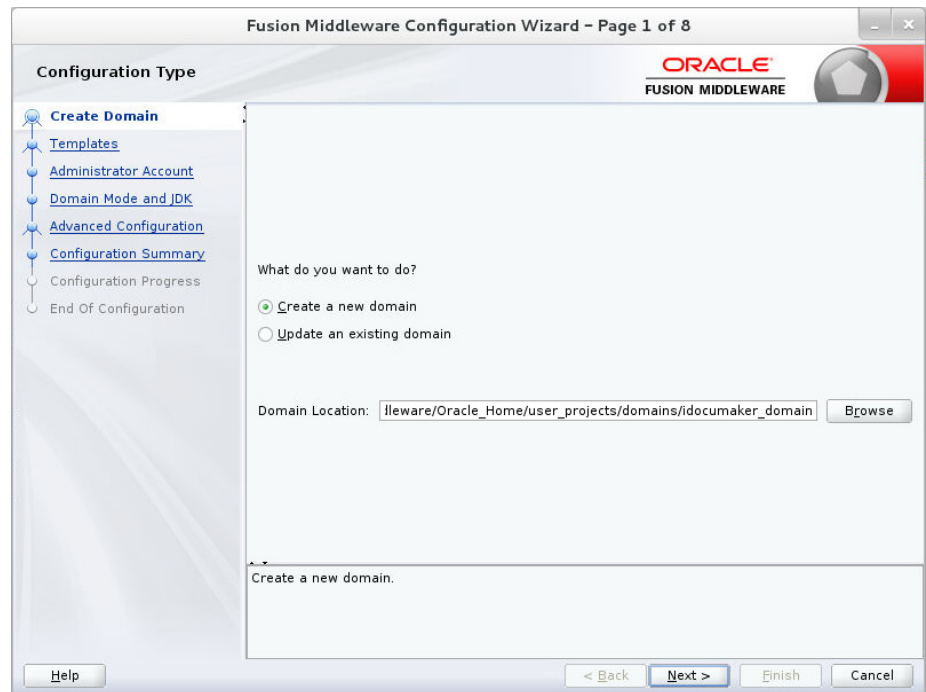 Fusion Middleware Configuration Wizard – Page 1 of 8
Configuration Type
ORACLE
FUSION MIDDLEWARE
Create Domain
Templates
Administrator Account
Domain Mode and JDK
Advanced Configuration
Configuration Summary
Configuration Progress
End Of Configuration
What do you want to do?
Create a new domain
Update an existing domain
Domain Location: lleware/Oracle_Home/user_projects/domains/idocumaker_domain Browse
Create a new domain.
Help < Back Next > Finish Cancel